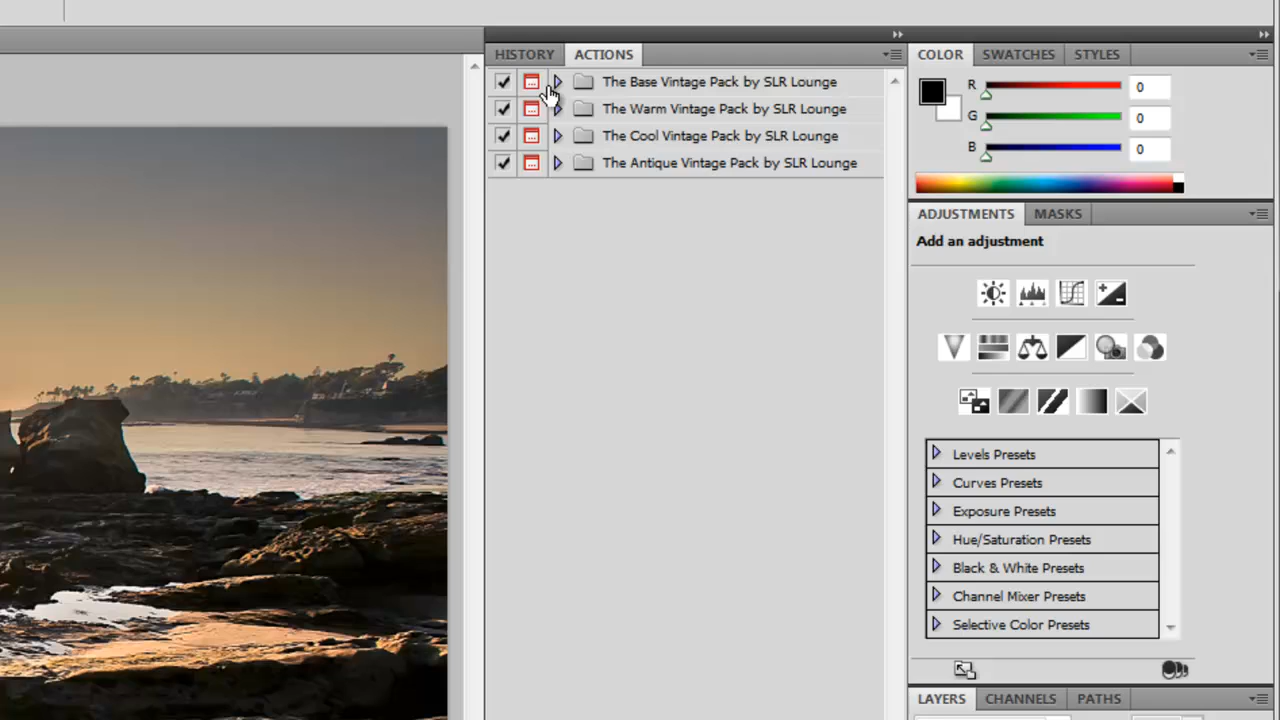 HISTORY ACTIONS
The Base Vintage Pack by SLR Lounge
The Warm Vintage Pack by SLR Lounge
The Cool Vintage Pack by SLR Lounge
The Antique Vintage Pack by SLR Lounge
COLOR SWATCHES STYLES
R 0
G 0
B 0
ADJUSTMENTS MASKS
Add an adjustment
Levels Presets
Curves Presets
Exposure Presets
Hue/Saturation Presets
Black & White Presets
Channel Mixer Presets
Selective Color Presets
LAYERS CHANNELS PATHS